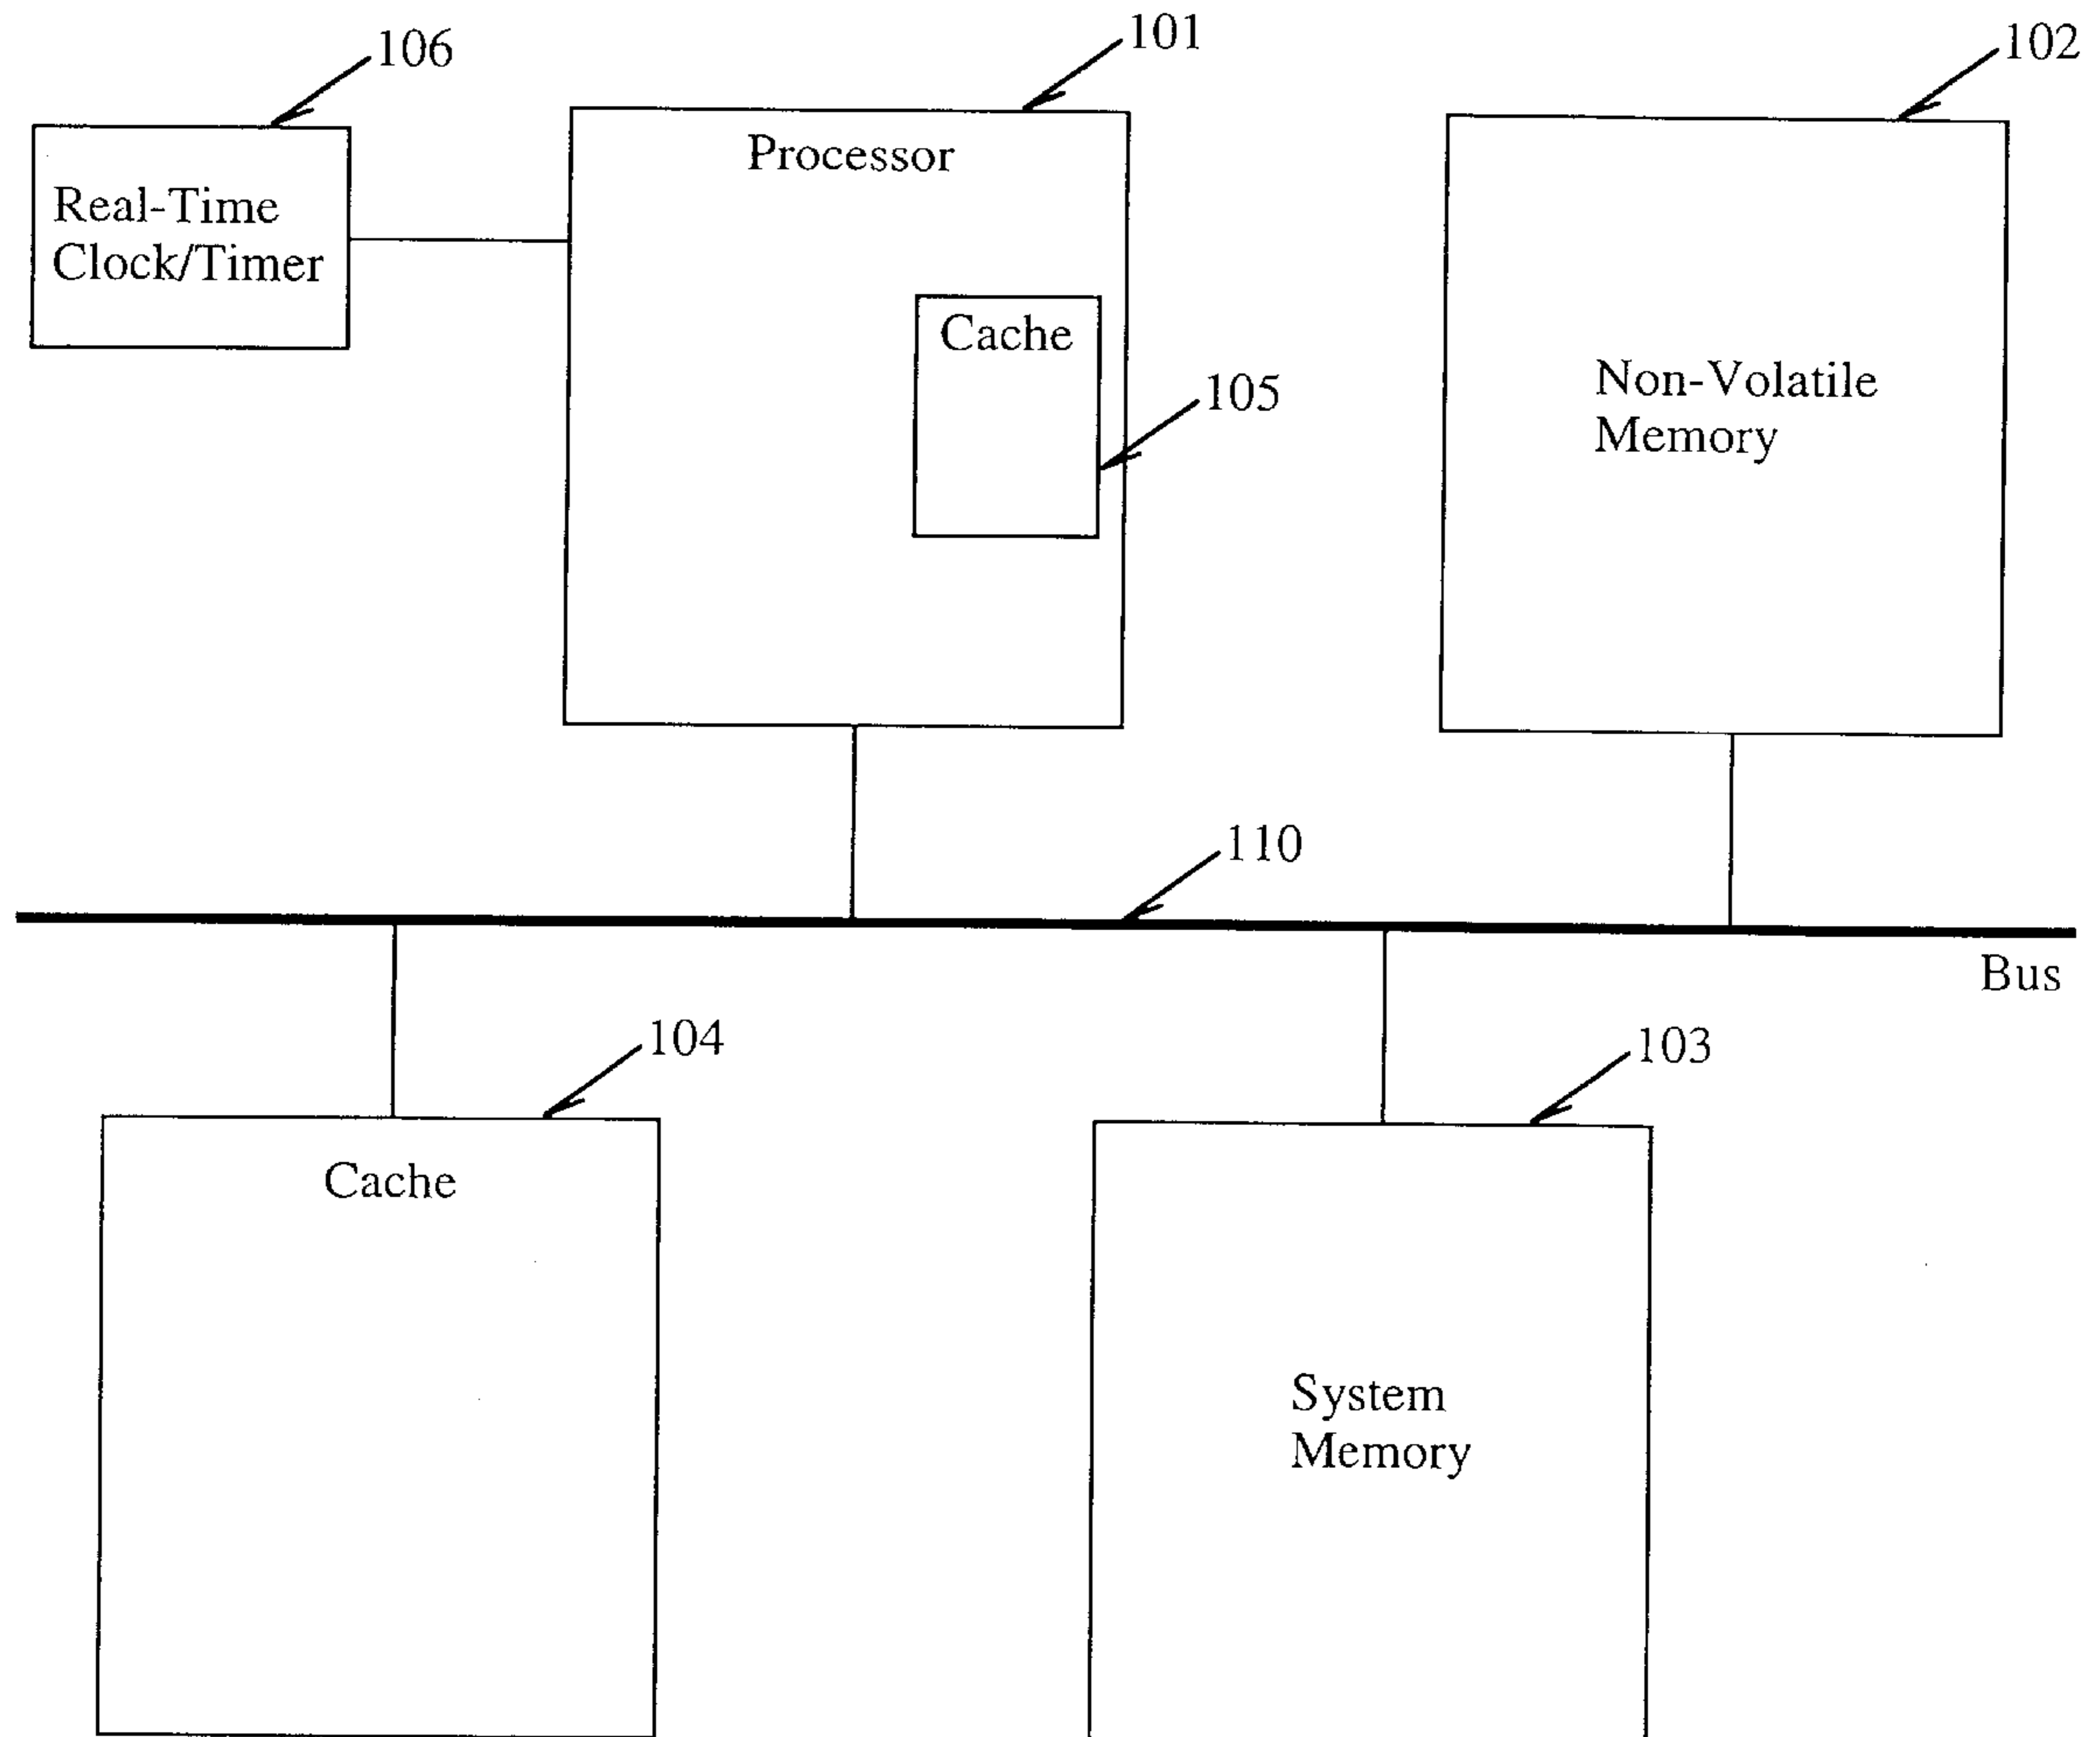 106
101
102
Real-Time
Clock/Timer
Processor
Cache
105
Non-Volatile
Memory
110
Bus
104
103
Cache
System
Memory